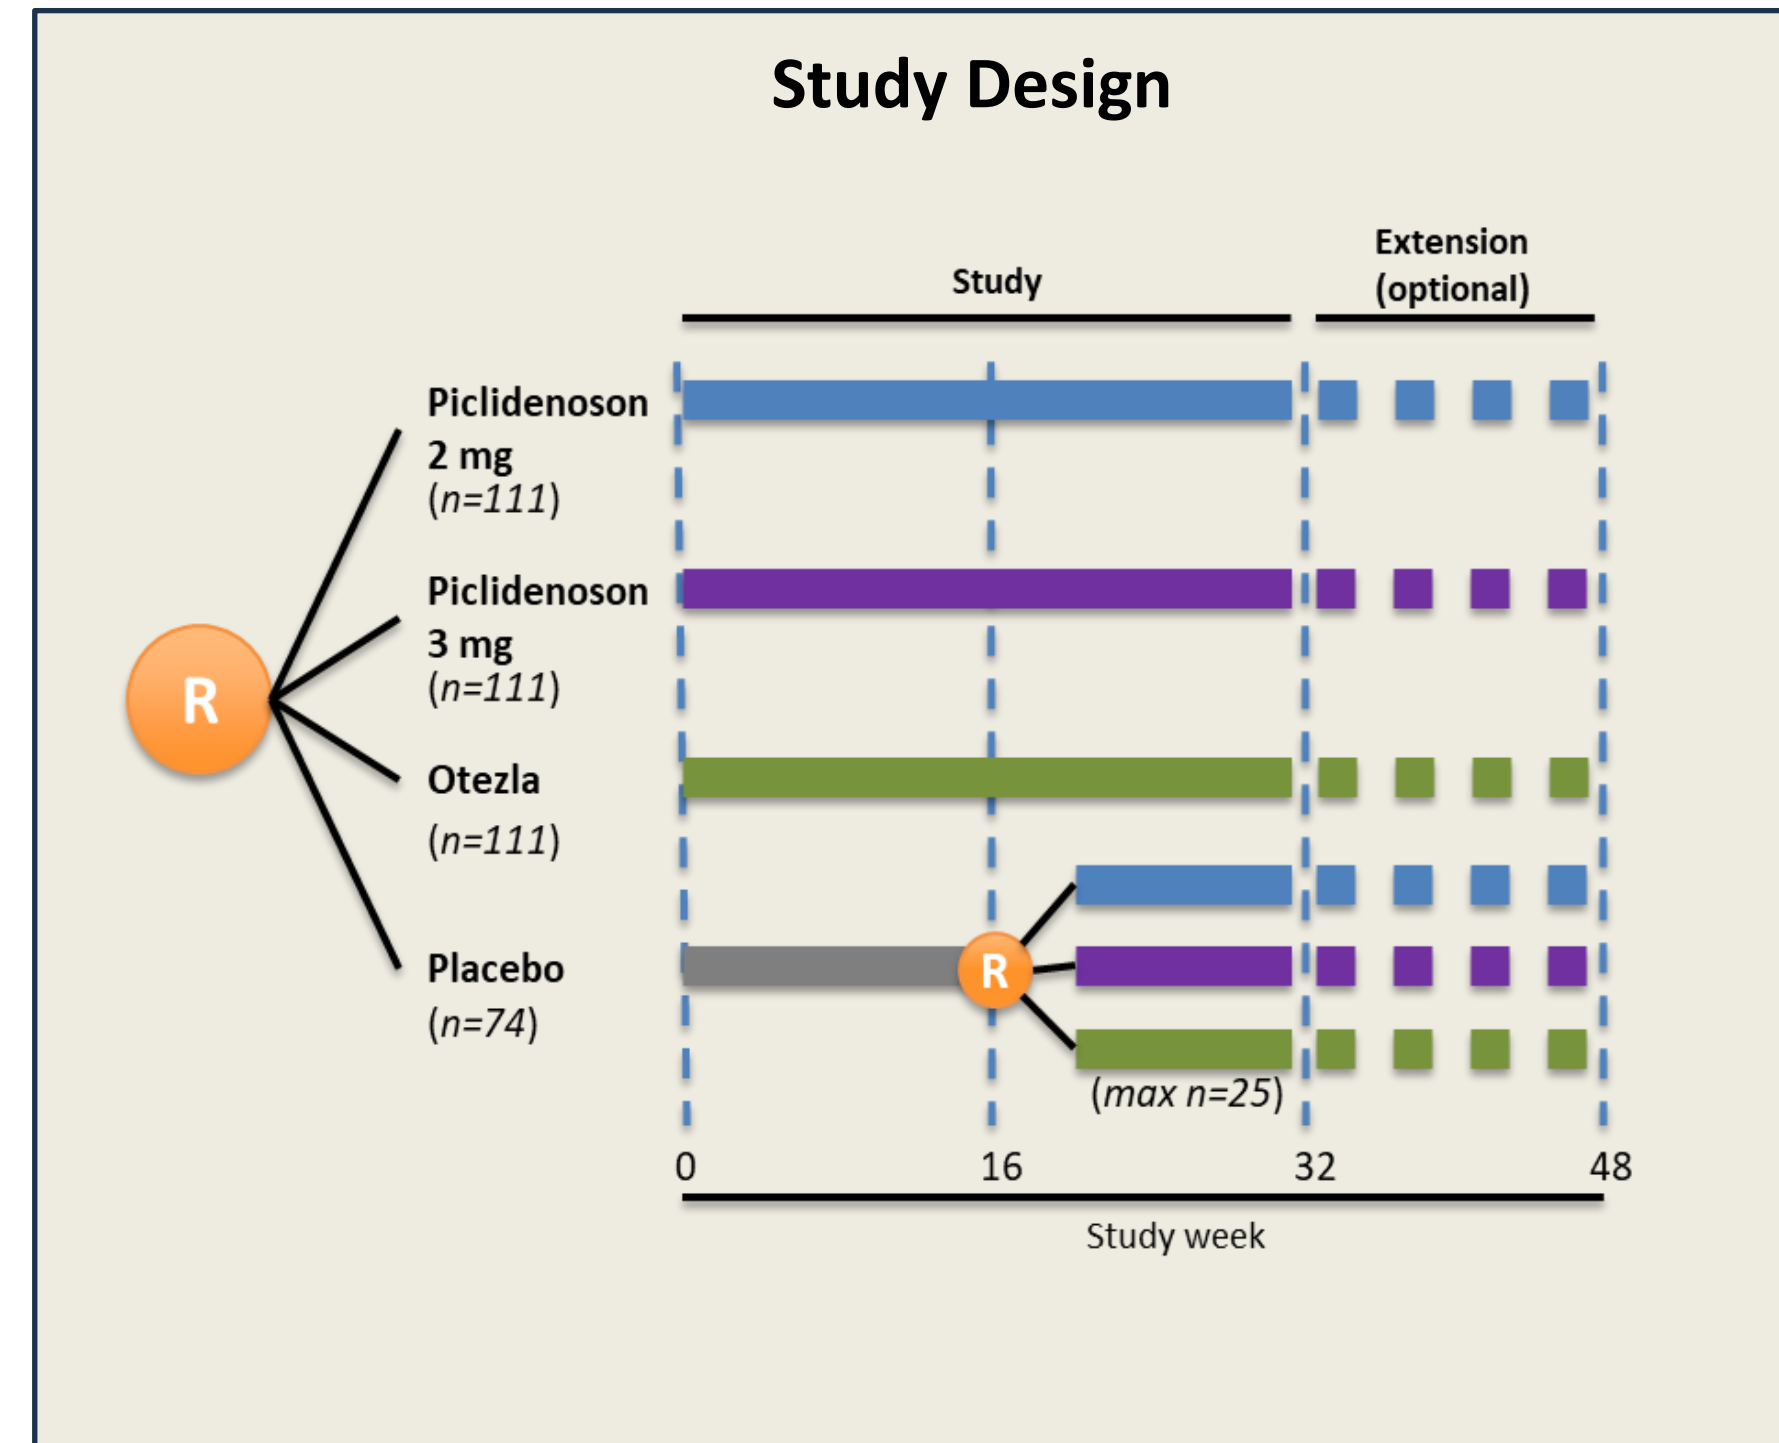 Study Design
Study
Extension
(optional)
Piclidenoson
2 mg
(n=111)
Piclidenoson
3 mg
(n=111)
R
Otezla
(n=111)
Placebo
(n=74)
R
(max n=25)
0 16 32 48
Study week